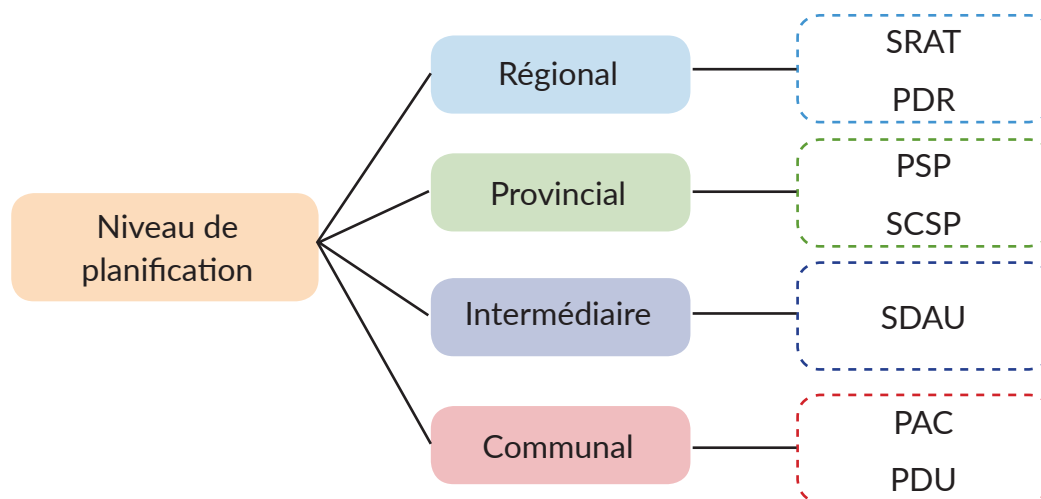 Niveau de
planification
Régional
SRAT
PDR
Provincial
PSP
SCSP
Intermédiaire
SDAU
Communal
PAC
PDU